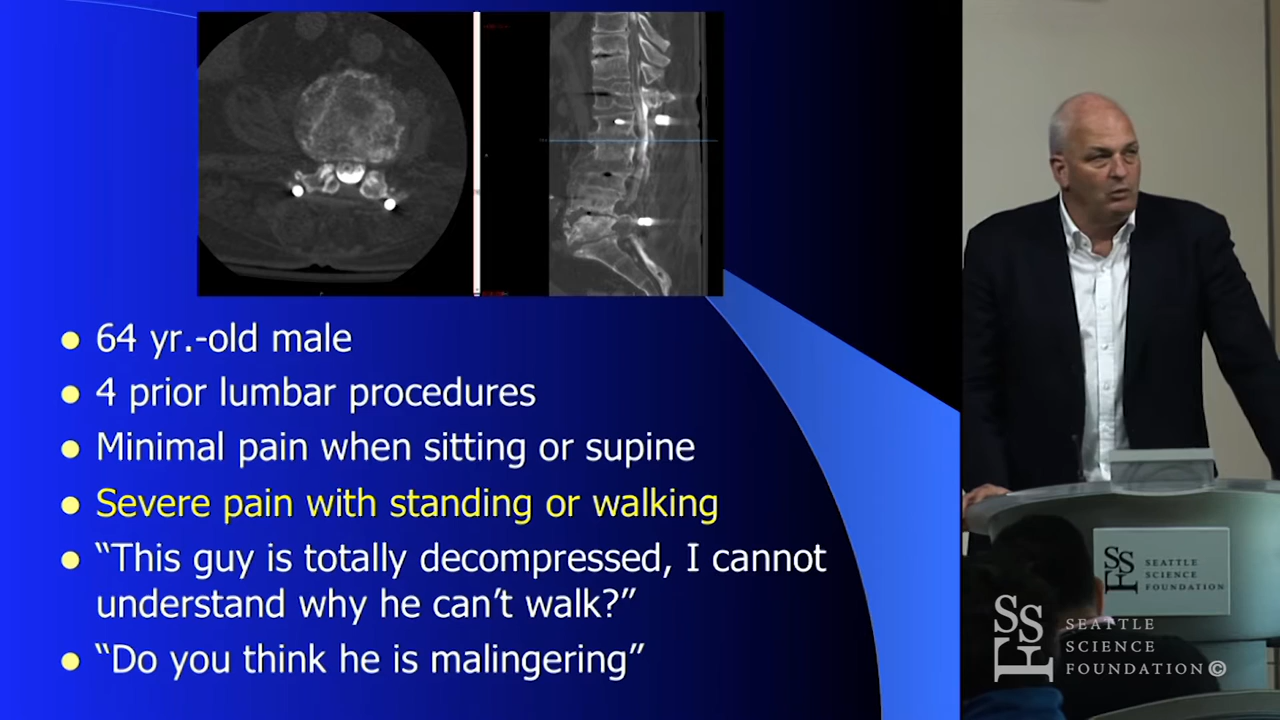 64 yr.-old male
4 prior lumbar procedures
Minimal pain when sitting or supine
Severe pain with standing or walking
“This guy is totally decompressed, I cannot
understand why he can’t walk?”
“Do you think he is malingering”
SSF
SEATTLE
SCIENCE
FOUNDATION
SSF
SEATTLE
SCIENCE
FOUNDATION©